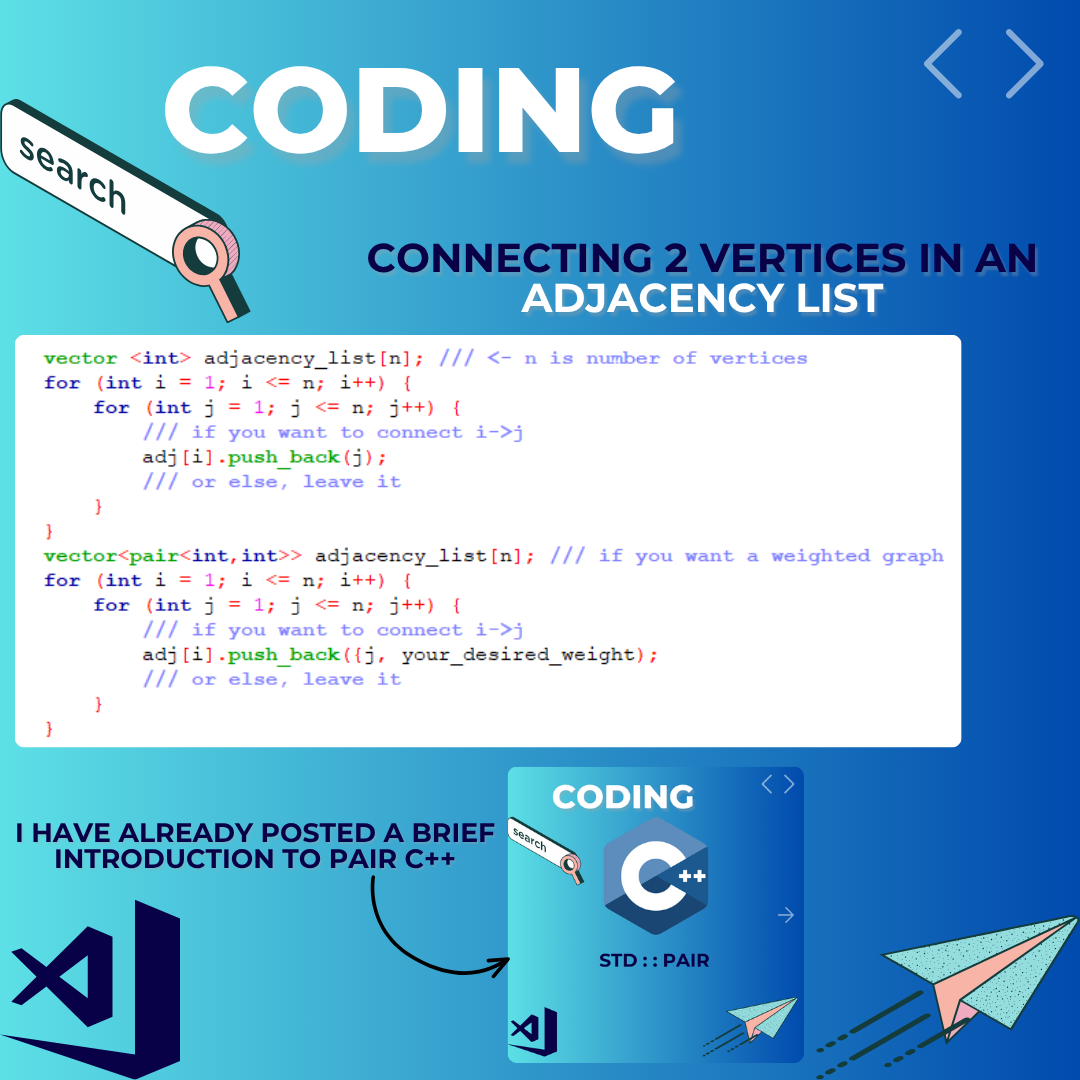 CODING
search
CONNECTING 2 VERTICES IN AN
ADJACENCY LIST
vector <int> adjacency_list[n]; /// <- n is number of vertices
for (int i = 1; i <= n; i++) {
    for (int j = 1; j <= n; j++) {
        /// if you want to connect i->j
        adj[i].push_back(j);
        /// or else, leave it
    }
}
vector<pair<int,int>> adjacency_list[n]; /// if you want a weighted graph
for (int i = 1; i <= n; i++) {
    for (int j = 1; j <= n; j++) {
        /// if you want to connect i->j
        adj[i].push_back({j, your_desired_weight);
        /// or else, leave it
    }
}
I HAVE ALREADY POSTED A BRIEF
INTRODUCTION TO PAIR C++
CODING
search
C++
STD : : PAIR